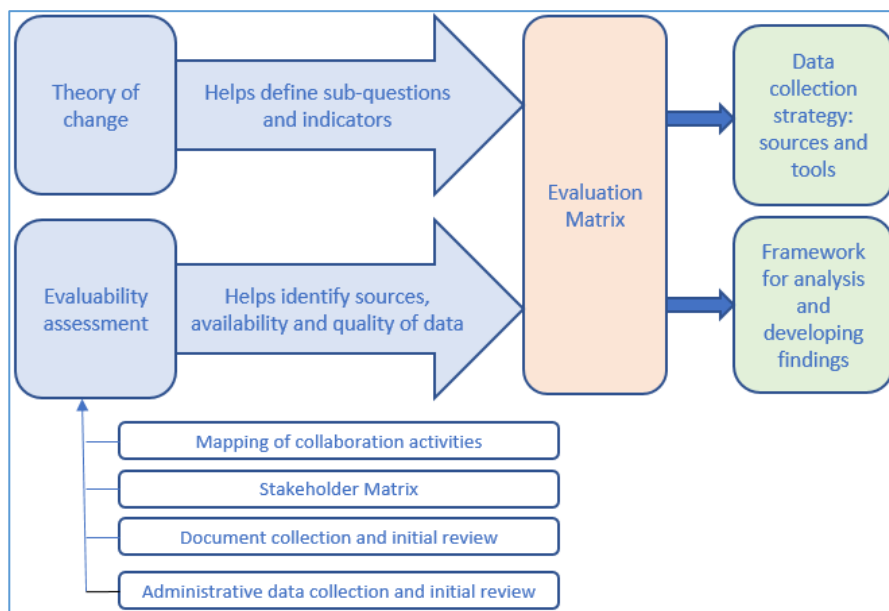 Theory of
change
Helps define sub-questions
and indicators
Evaluation
Matrix
Data
collection
strategy:
sources and
tools
Evaluability
assessment
Helps identify sources,
availability and quality of data
Framework
for analysis
and
developing
findings
Mapping of collaboration activities
Stakeholder Matrix
Document collection and initial review
Administrative data collection and initial review